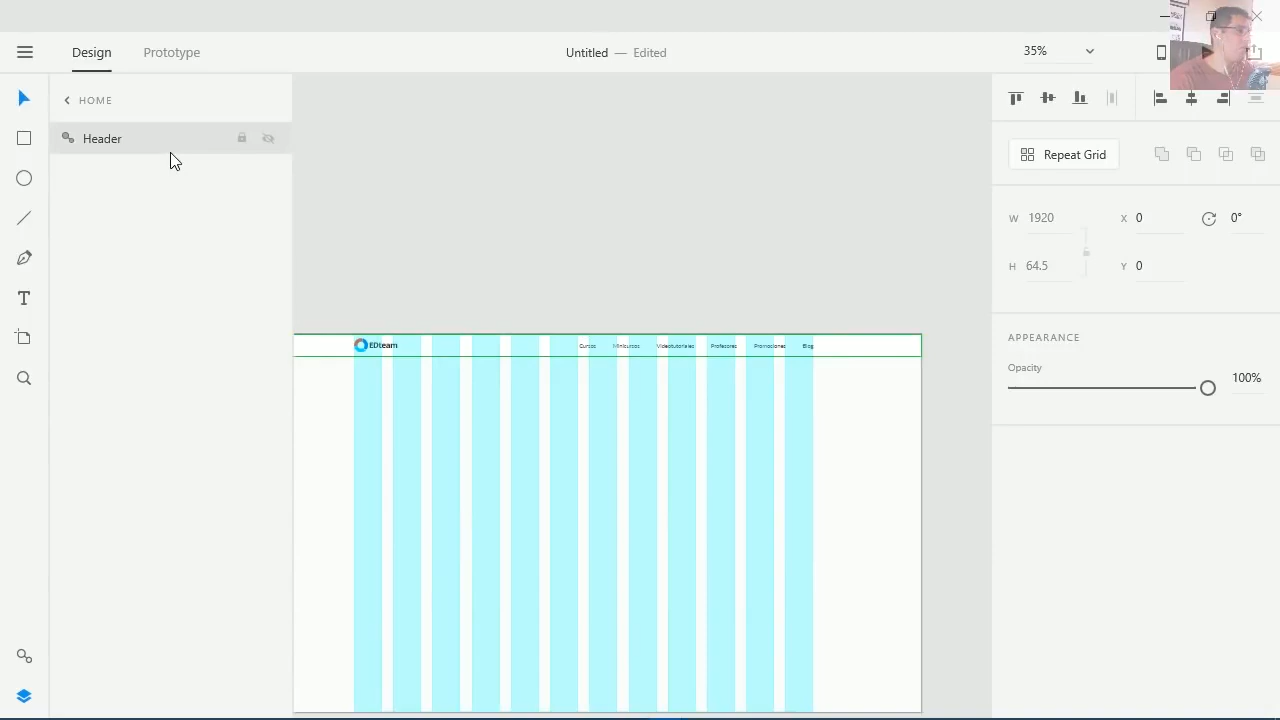 Design
Prototype
Untitled — Edited
35%
HOME
Header
Repeat Grid
W 1920
X 0
0°
H 64.5
Y 0
APPEARANCE
Opacity
100%
EDteam
Cursos
Minicursos
Videotutoriales
Profesores
Promociones
Blog